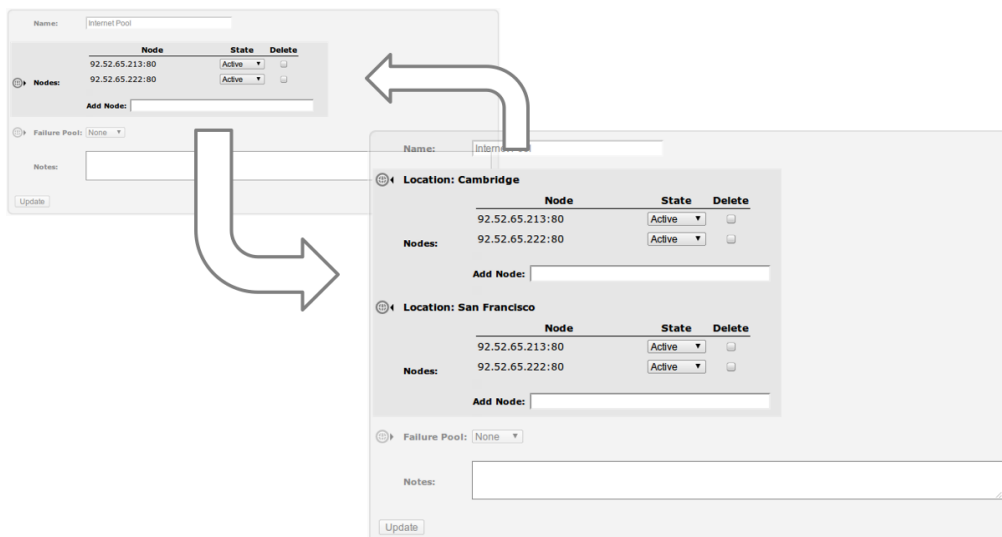 Name: Internet Pool
Node State Delete
92.52.65.213:80 Active
Nodes: 92.52.65.222:80 Active
Add Node:
Failure Pool: None
Notes:
Update
Name:
Location: Cambridge
Node State Delete
92.52.65.213:80 Active
92.52.65.222:80 Active
Nodes:
Add Node:
Location: San Francisco
Node State Delete
92.52.65.213:80 Active
92.52.65.222:80 Active
Nodes:
Add Node:
Failure Pool: None
Notes:
Update